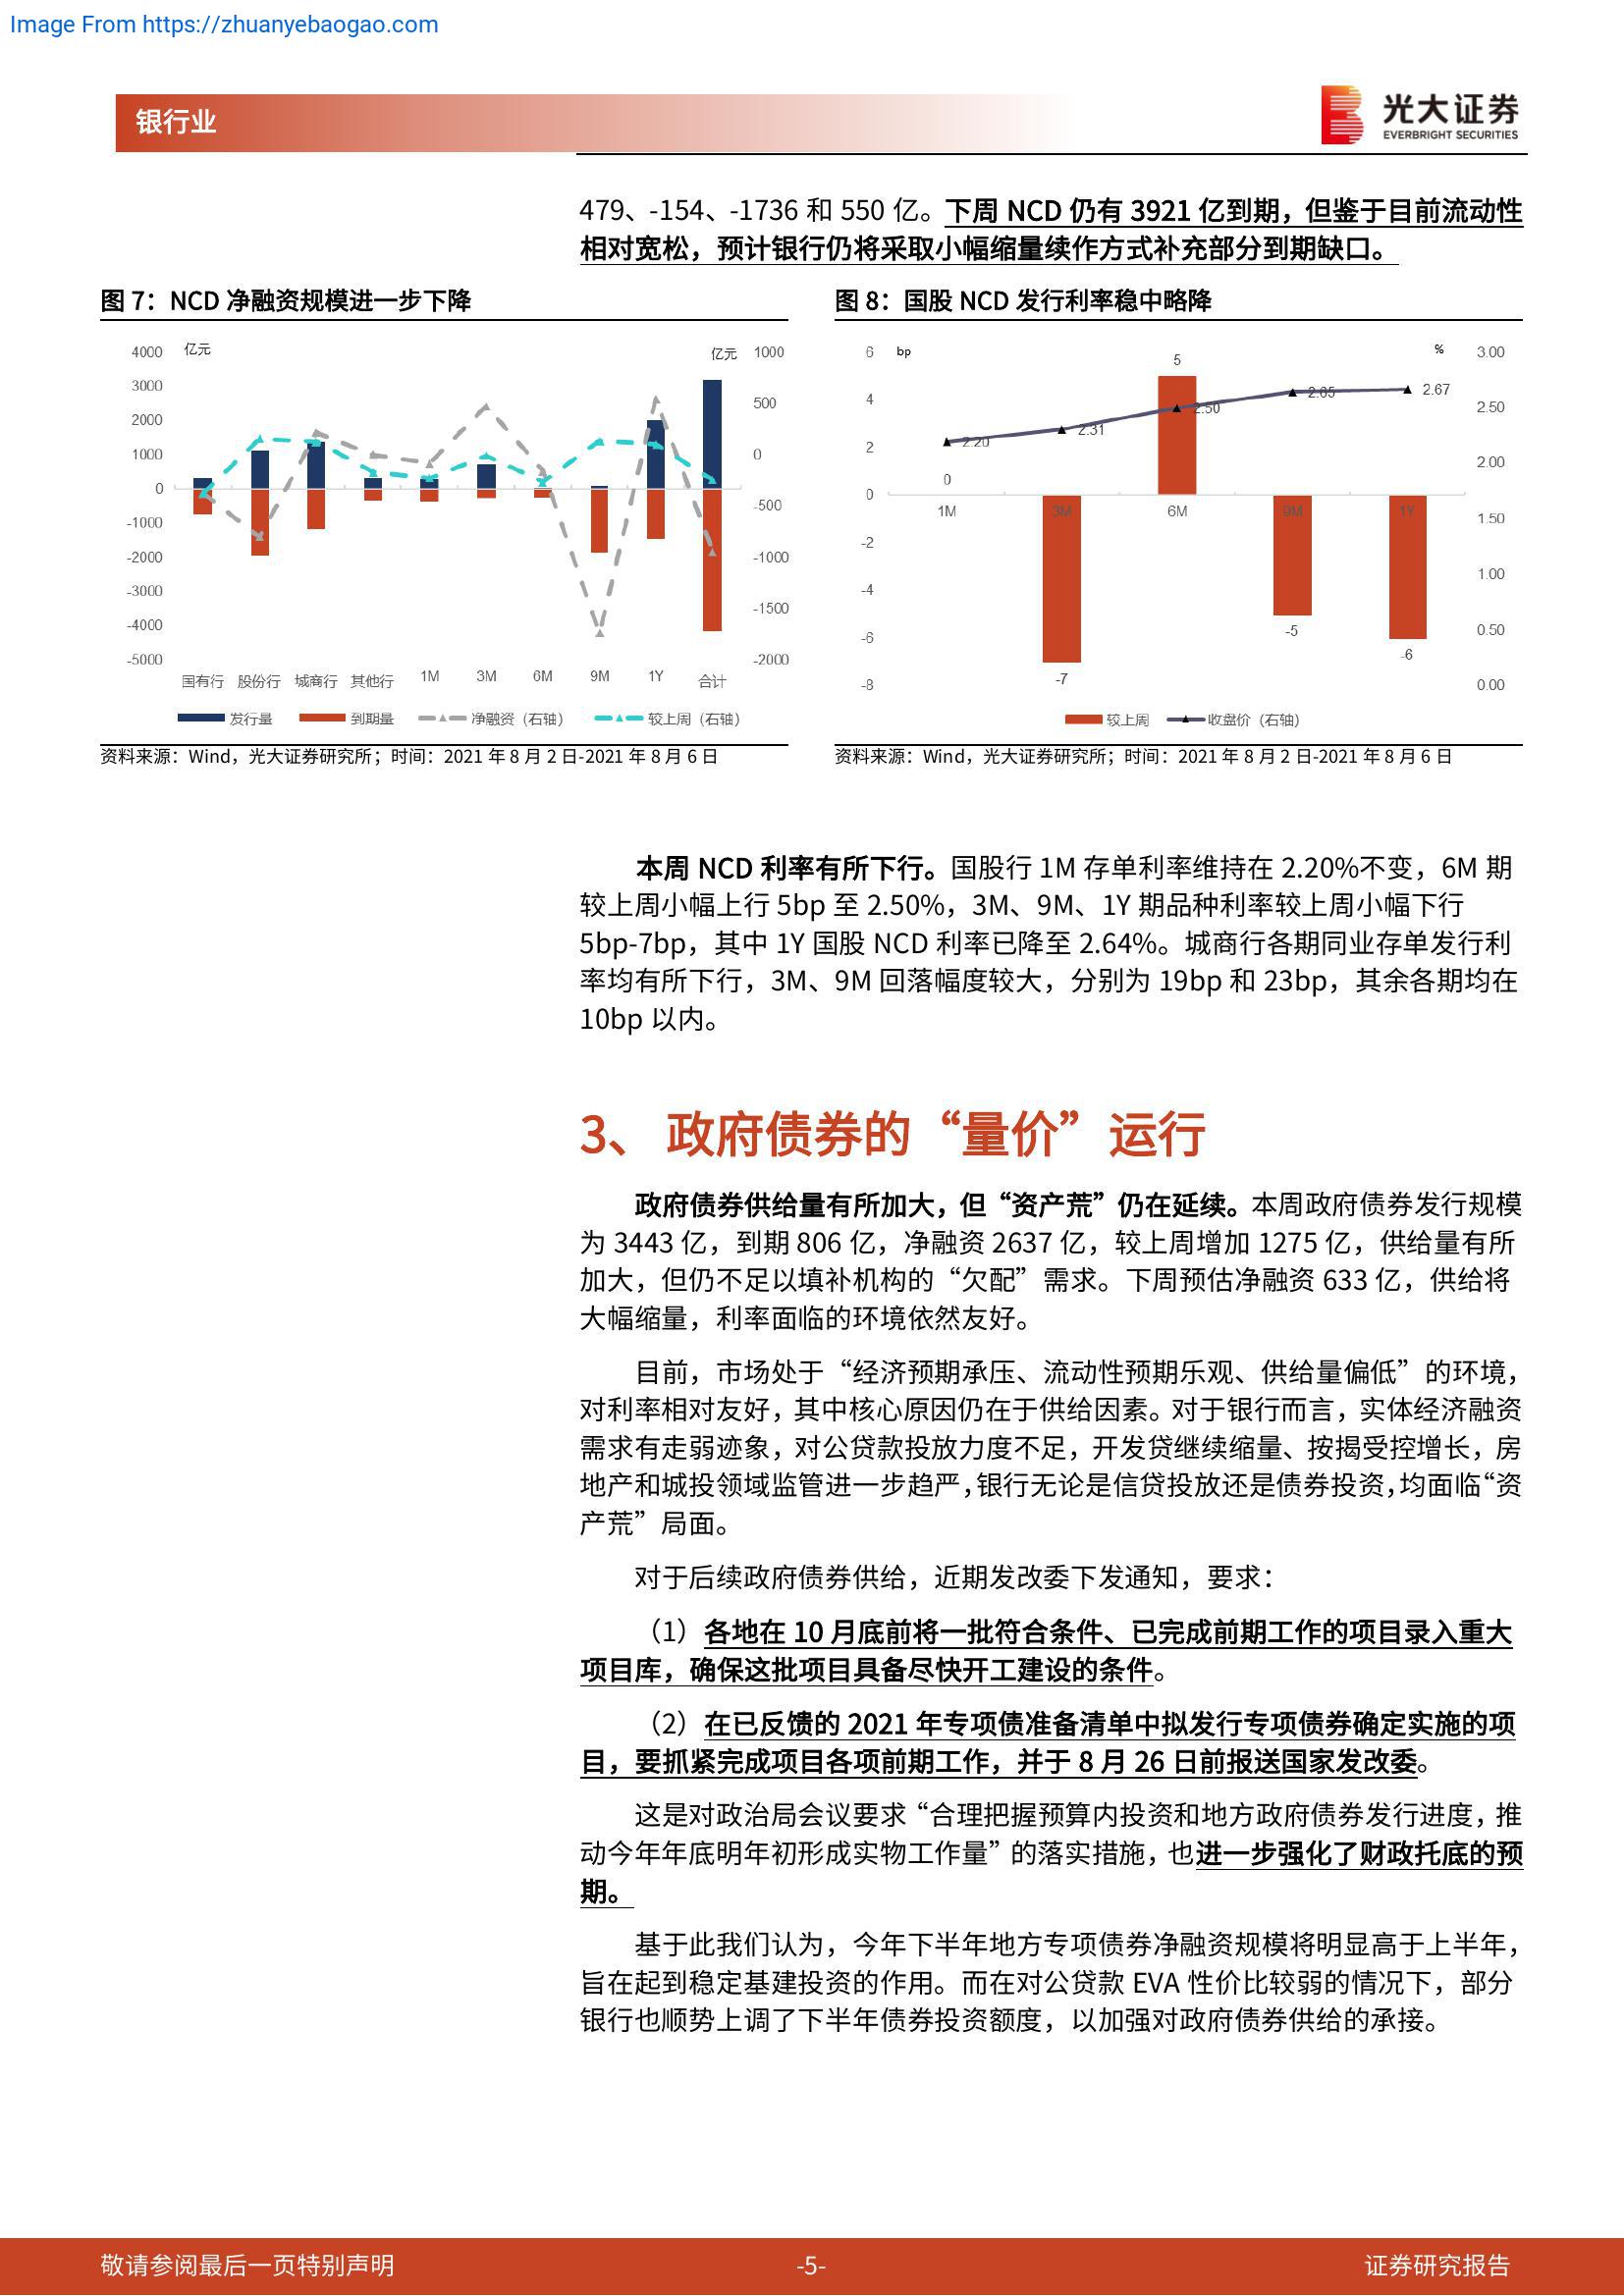 Image From https://zhuanyebaogao.com
银行业
光大证券
EVERBRIGHT SECURITIES
479、-154、-1736 和 550 亿。下周 NCD 仍有 3921 亿到期，但鉴于目前流动性
相对宽松，预计银行仍将采取小幅缩量续作方式补充部分到期缺口。
图 7：NCD 净融资规模进一步下降
亿元
亿元
4000
3000
2000
1000
0
-1000
-2000
-3000
-4000
-5000
1000
500
0
-500
-1000
-1500
-2000
国有行 股份行 城商行 其他行 1M 3M 6M 9M 1Y 合计
发行量 到期量 净融资（右轴） 较上周（右轴）
资料来源：Wind，光大证券研究所；时间：2021 年 8 月 2 日-2021 年 8 月 6 日
图 8：国股 NCD 发行利率稳中略降
bp
%
6
4
2
0
-2
-4
-6
-8
3.00
2.50
2.00
1.50
1.00
0.50
0.00
2.20 2.31 2.50 2.65 2.67
0 -7 5 -5 -6
1M 3M 6M 9M 1Y
较上周 收盘价（右轴）
资料来源：Wind，光大证券研究所；时间：2021 年 8 月 2 日-2021 年 8 月 6 日
本周 NCD 利率有所下行。国股行 1M 存单利率维持在 2.20%不变，6M 期
较上周小幅上行 5bp 至 2.50%，3M、9M、1Y 期品种利率较上周小幅下行
5bp-7bp，其中 1Y 国股 NCD 利率已降至 2.64%。城商行各期同业存单发行利
率均有所下行，3M、9M 回落幅度较大，分别为 19bp 和 23bp，其余各期均在
10bp 以内。
3、 政府债券的“量价”运行
政府债券供给量有所加大，但“资产荒”仍在延续。本周政府债券发行规模
为 3443 亿，到期 806 亿，净融资 2637 亿，较上周增加 1275 亿，供给量有所
加大，但仍不足以填补机构的“欠配”需求。下周预估净融资 633 亿，供给将
大幅缩量，利率面临的环境依然友好。
目前，市场处于“经济预期承压、流动性预期乐观、供给量偏低”的环境，
对利率相对友好，其中核心原因仍在于供给因素。对于银行而言，实体经济融资
需求有走弱迹象，对公贷款投放力度不足，开发贷继续缩量、按揭受控增长，房
地产和城投领域监管进一步趋严，银行无论是信贷投放还是债券投资，均面临“资
产荒”局面。
对于后续政府债券供给，近期发改委下发通知，要求：
（1）各地在 10 月底前将一批符合条件、已完成前期工作的项目录入重大
项目库，确保这批项目具备尽快开工建设的条件。
（2）在已反馈的 2021 年专项债准备清单中拟发行专项债券确定实施的项
目，要抓紧完成项目各项前期工作，并于 8 月 26 日前报送国家发改委。
这是对政治局会议要求“合理把握预算内投资和地方政府债券发行进度，推
动今年年底明年初形成实物工作量”的落实措施，也进一步强化了财政托底的预
期。
基于此我们认为，今年下半年地方专项债券净融资规模将明显高于上半年，
旨在起到稳定基建投资的作用。而在对公贷款 EVA 性价比较弱的情况下，部分
银行也顺势上调了下半年债券投资额度，以加强对政府债券供给的承接。
敬请参阅最后一页特别声明
-5-
证券研究报告